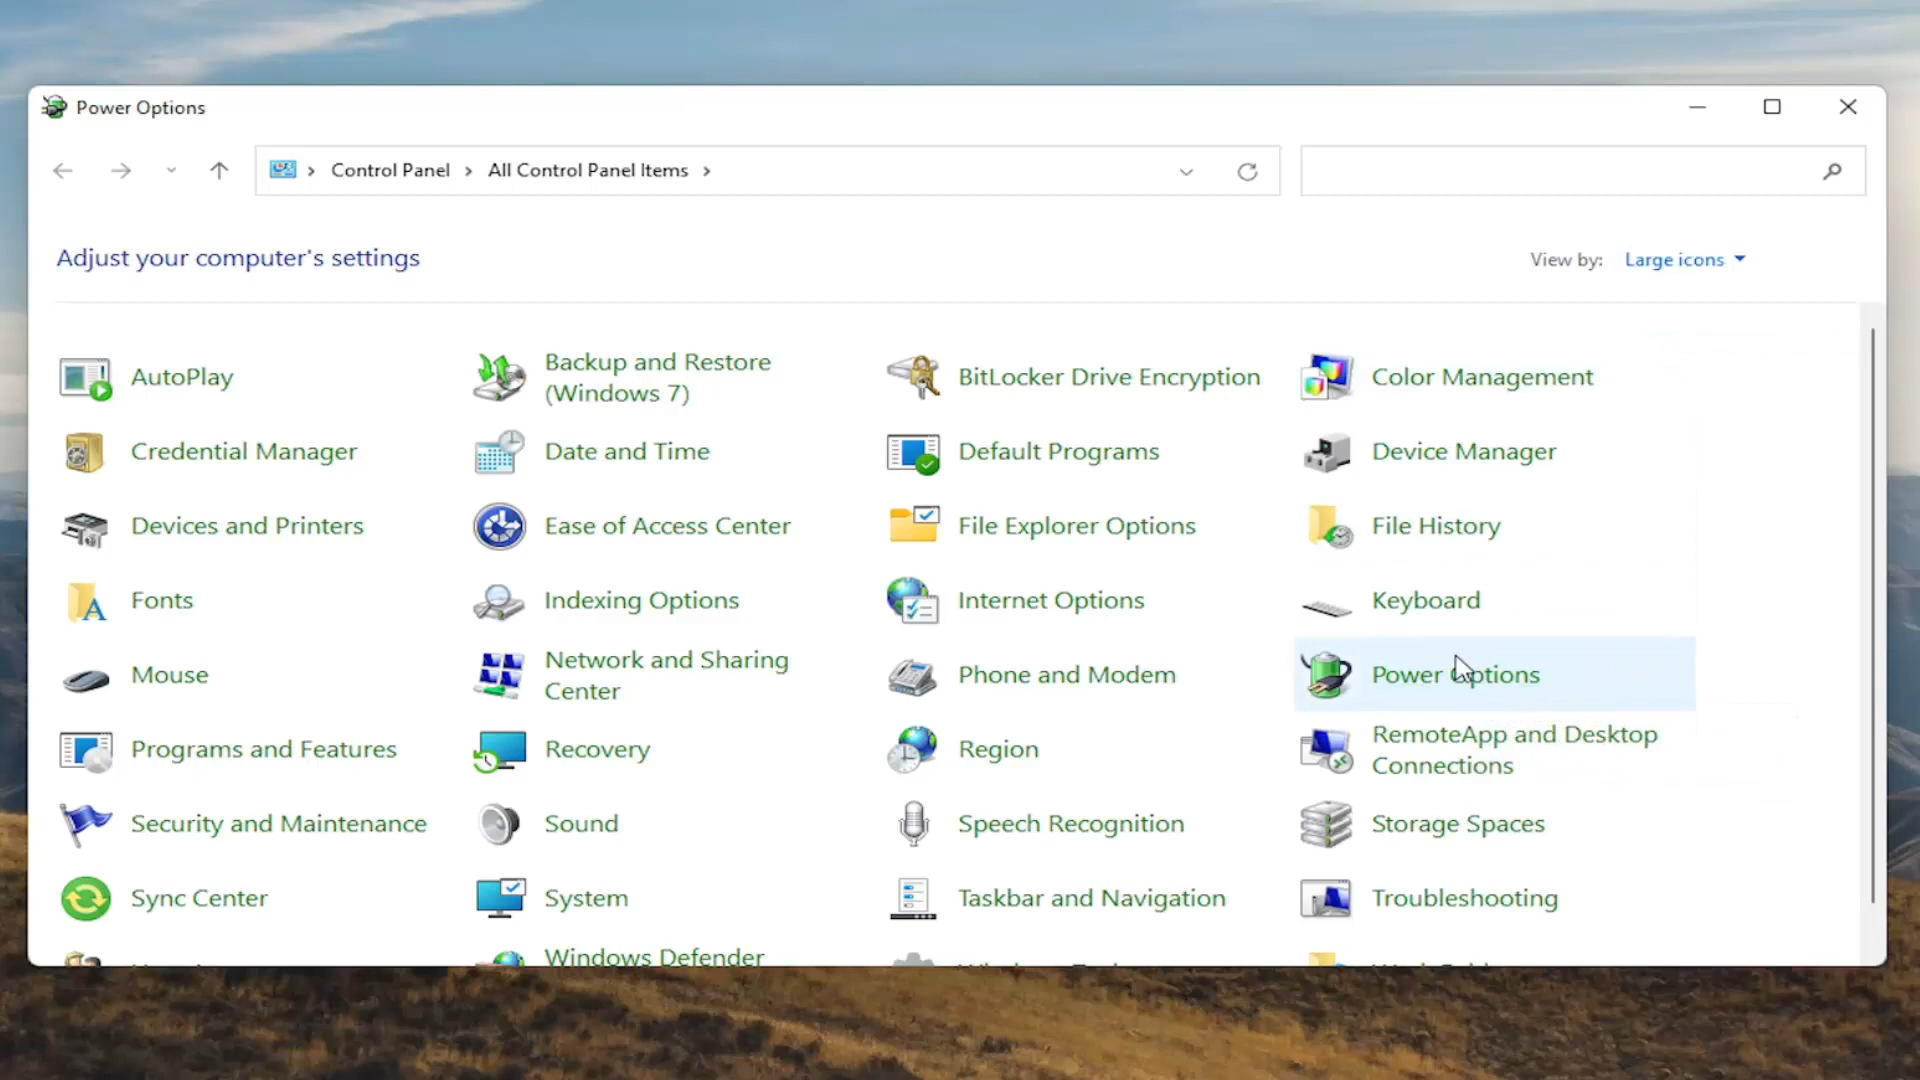 Power Options
Control Panel
All Control Panel Items
Adjust your computer's settings
View by: Large icons
AutoPlay
Backup and Restore
(Windows 7)
BitLocker Drive Encryption
Color Management
Credential Manager
Date and Time
Default Programs
Device Manager
Devices and Printers
Ease of Access Center
File Explorer Options
File History
Fonts
Indexing Options
Internet Options
Keyboard
Mouse
Network and Sharing
Center
Phone and Modem
Power Options
Programs and Features
Recovery
Region
RemoteApp and Desktop
Connections
Security and Maintenance
Sound
Speech Recognition
Storage Spaces
Sync Center
System
Taskbar and Navigation
Troubleshooting
Windows Defender